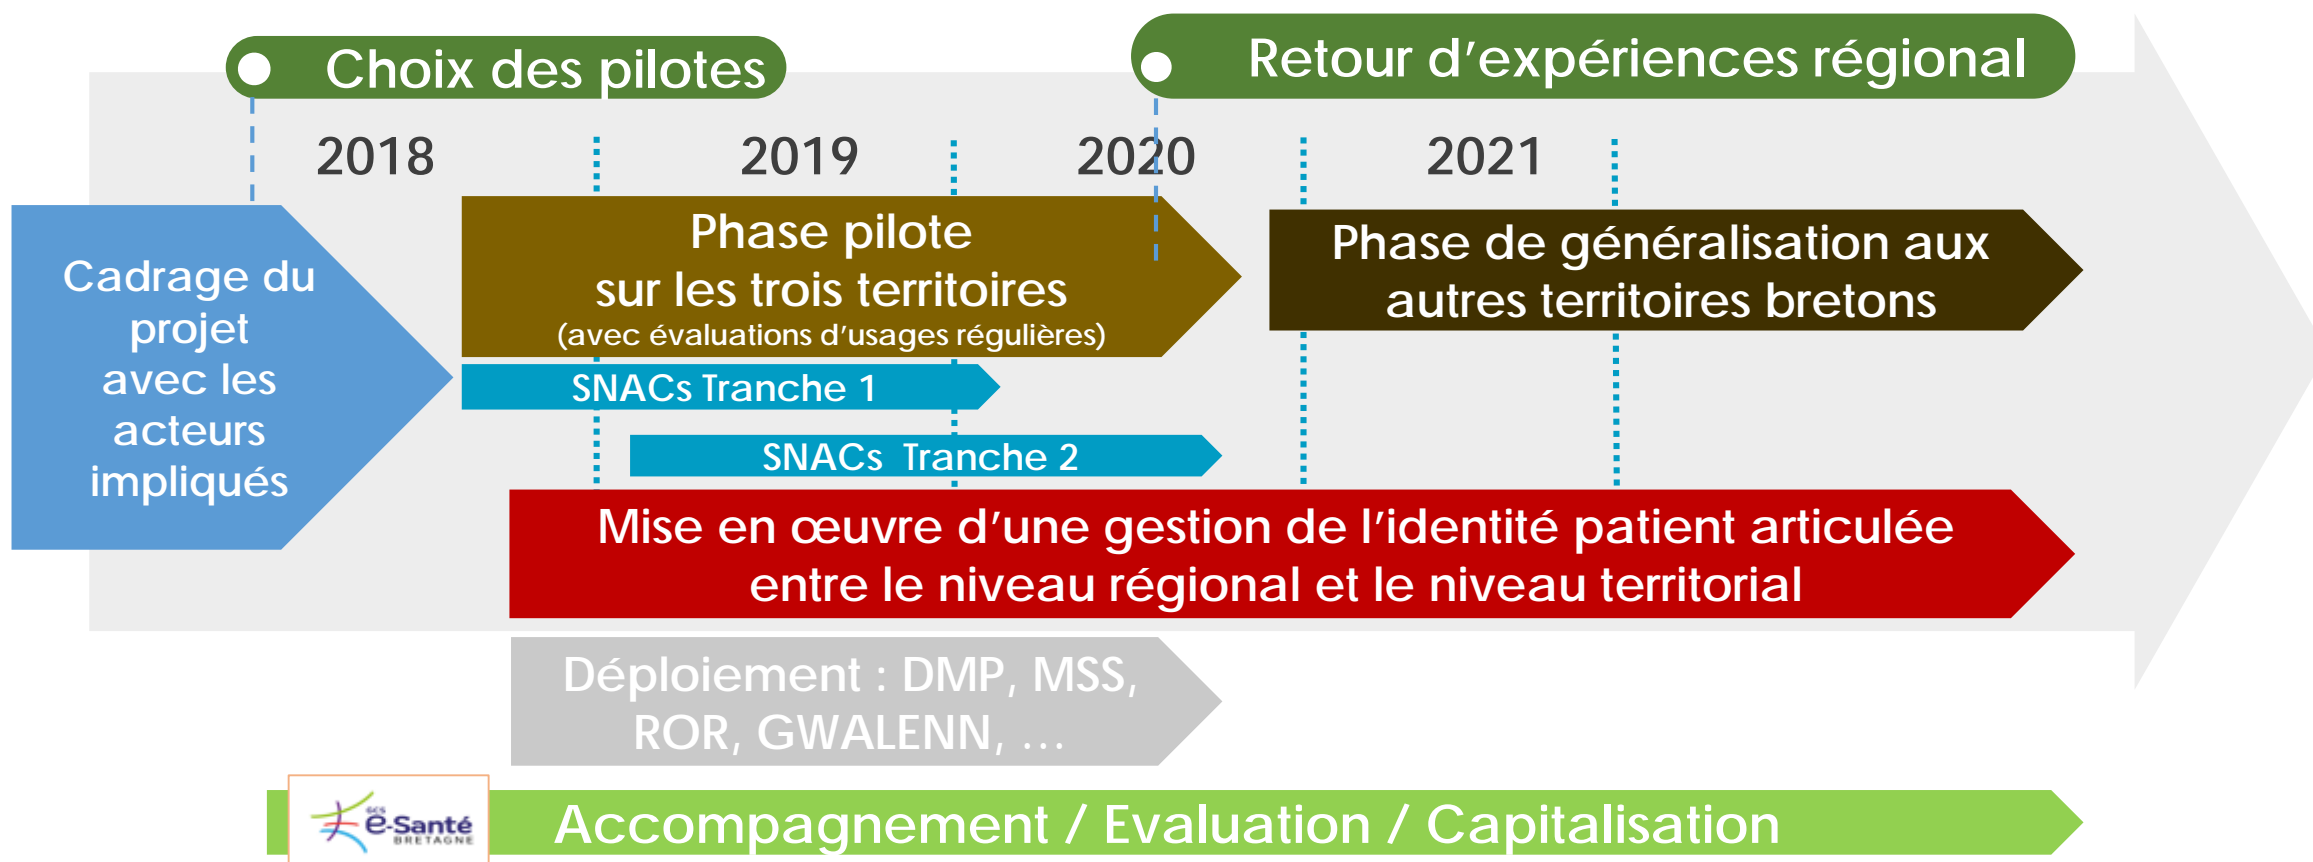 Choix des pilotes
Retour d'expériences régional
2018
2019
2020
2021
Cadrage du
projet
avec les
acteurs
impliqués
Phase pilote
sur les trois territoires
(avec évaluations d'usages régulières)
Phase de généralisation aux
autres territoires bretons
SNACs Tranche 1
SNACs Tranche 2
Mise en œuvre d'une gestion de l'identité patient articulée
entre le niveau régional et le niveau territorial
Déploiement : DMP, MSS,
ROR, GWALENN, …
GCS
e-Santé
BRETAGNE
Accompagnement / Evaluation / Capitalisation